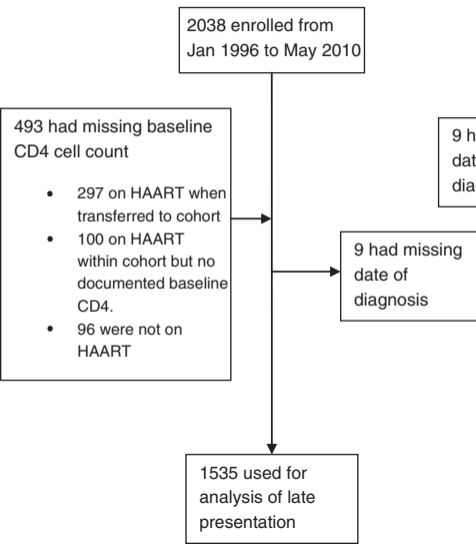 2038 enrolled from
Jan 1996 to May 2010
493 had missing baseline
CD4 cell count
• 297 on HAART when
transferred to cohort
• 100 on HAART
within cohort but no
documented baseline
CD4.
• 96 were not on
HAART
9
9 had missing
date of
diagnosis
1535 used for
analysis of late
presentation